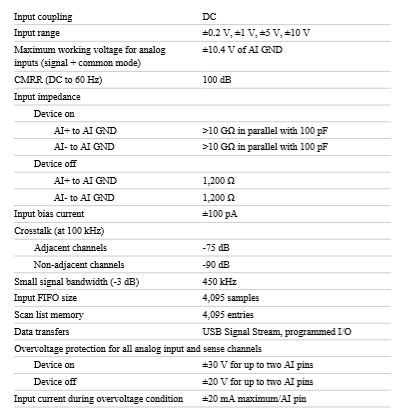 Input coupling DC
Input range ±0.2 V, ±1 V, ±5 V, ±10 V
Maximum working voltage for analog ±10.4 V of AI GND
inputs (signal + common mode)
CMRR (DC to 60 Hz) 100 dB
Input impedance
Device on
AI+ to AI GND >10 GΩ in parallel with 100 pF
AI- to AI GND >10 GΩ in parallel with 100 pF
Device off
AI+ to AI GND 1,200 Ω
AI- to AI GND 1,200 Ω
Input bias current ±100 pA
Crosstalk (at 100 kHz)
Adjacent channels -75 dB
Non-adjacent channels -90 dB
Small signal bandwidth (-3 dB) 450 kHz
Input FIFO size 4,095 samples
Scan list memory 4,095 entries
Data transfers USB Signal Stream, programmed I/O
Overvoltage protection for all analog input and sense channels
Device on ±30 V for up to two AI pins
Device off ±20 V for up to two AI pins
Input current during overvoltage condition ±20 mA maximum/AI pin